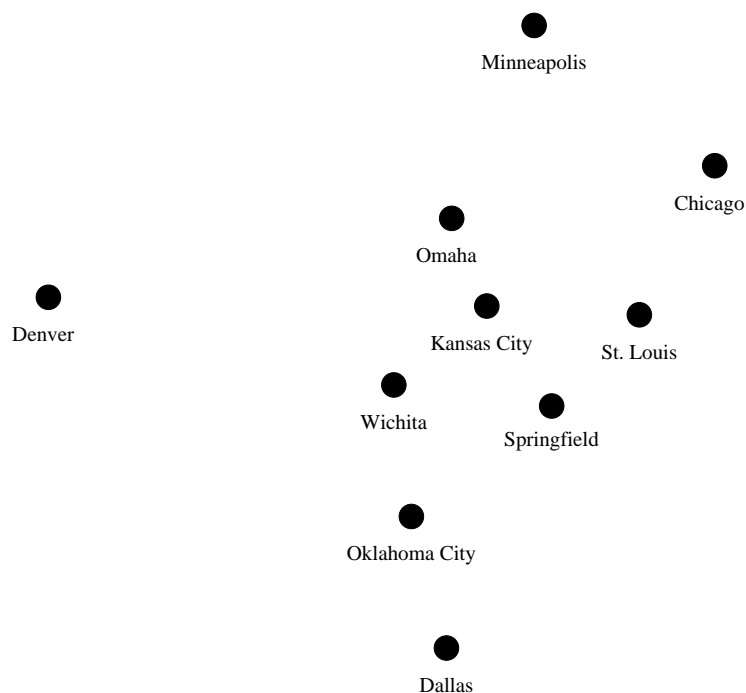 Minneapolis
Chicago
Omaha
Denver
Kansas City
St. Louis
Wichita
Springfield
Oklahoma City
Dallas